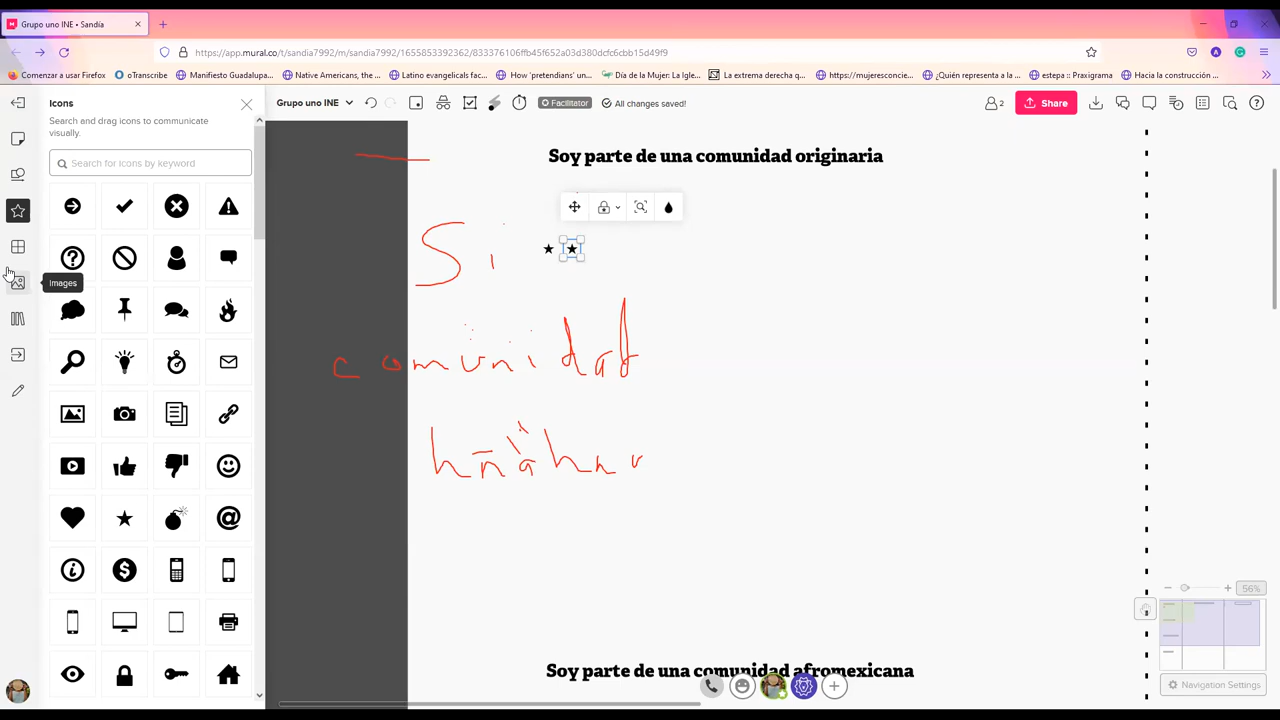 Grupo uno INE • Sandía
https://app.mural.co/t/sandia7992/m/sandia7992/1655853392362/833376106ffb45f652a03d380dcfc6cbb15d49f9
Comenzar a usar Firefox
oTranscribe
Manifiesto Guadalupa...
Native Americans, the ...
Latino evangelicals fac...
How 'pretendians' un...
Día de la Mujer: La Igle...
La extrema derecha q...
https://mujeresconcie...
¿Quién representa a la ...
estepa :: Praxigrama
Hacia la construcción ...
Icons
Grupo uno INE
Facilitator
All changes saved!
2
Share
Search and drag icons to communicate
visually.
Search for icons by keyword
Soy parte de una comunidad originaria
Si
Images
comunidad
Soy parte de una comunidad afromexicana
56%
Navigation Settings